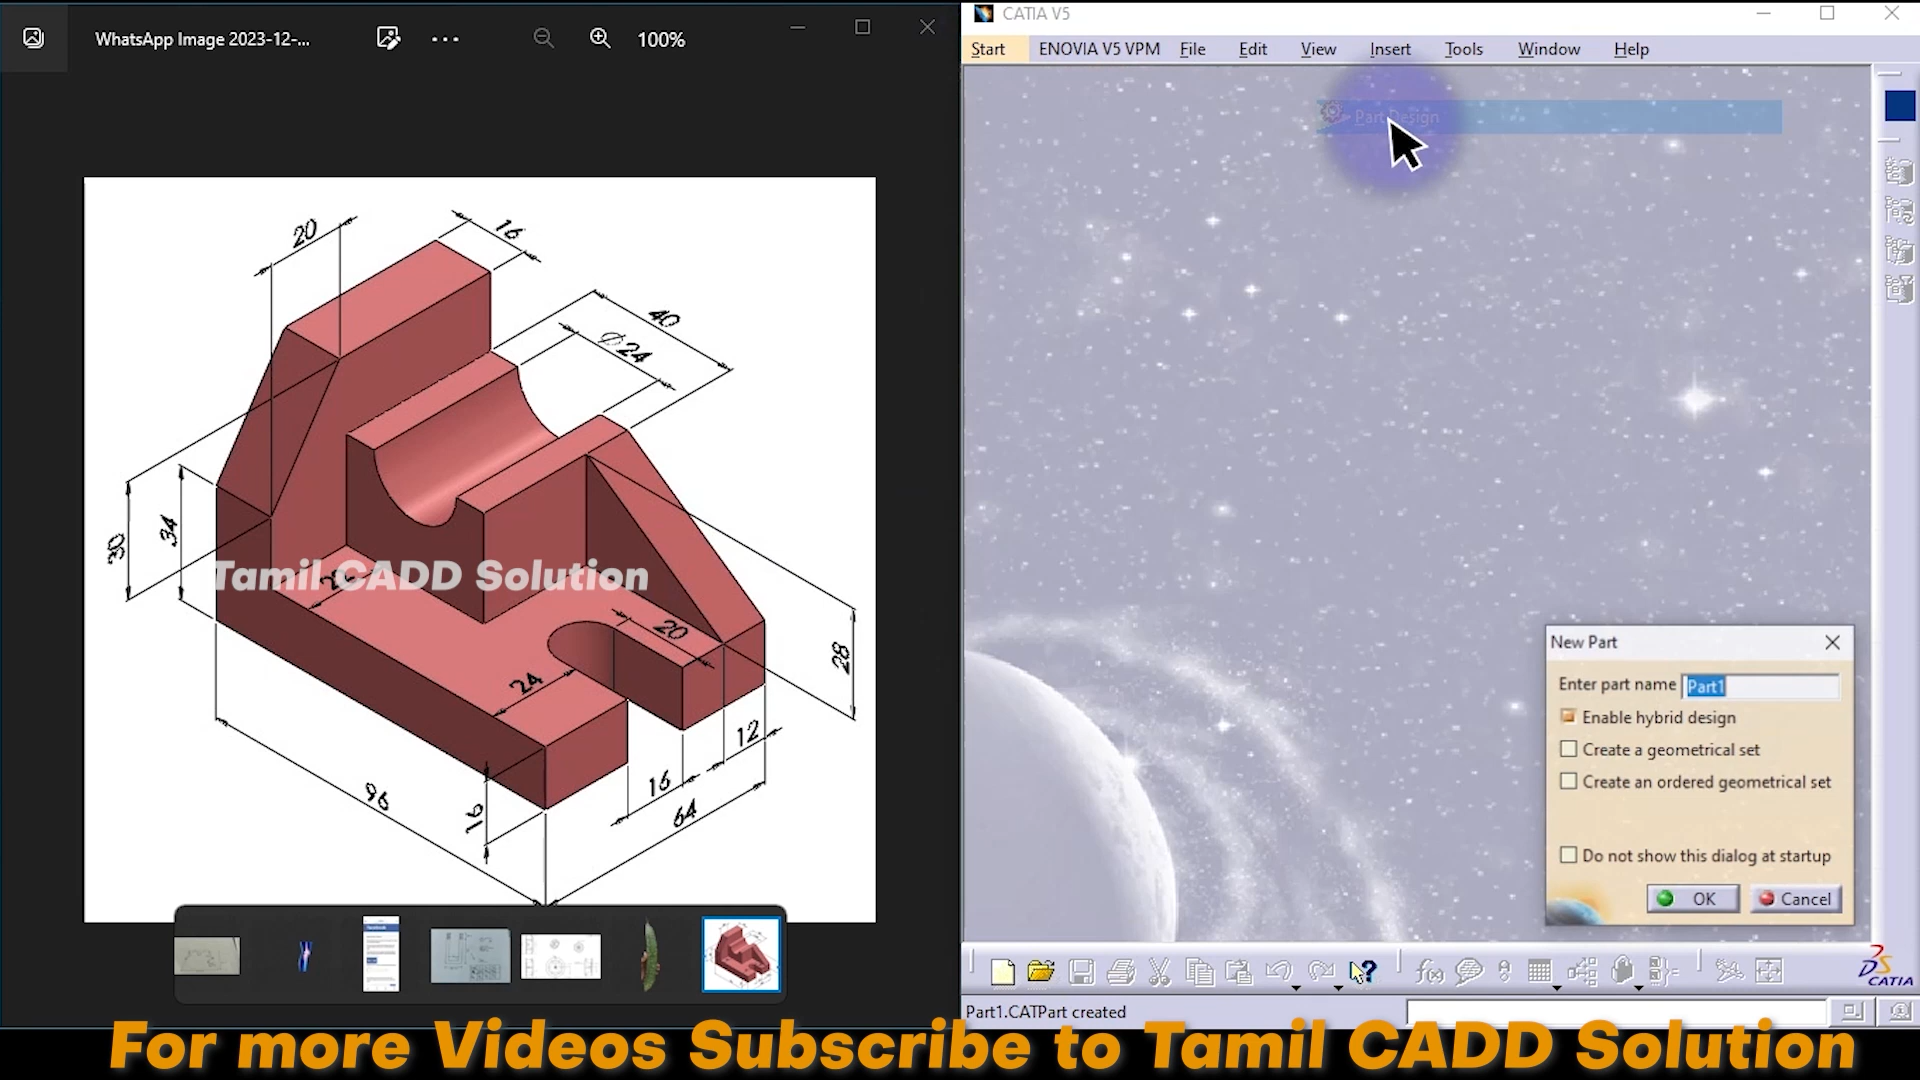 WhatsApp Image 2023-12-...
100%
CATIA V5
Start ENOVIA V5 VPM File Edit View Insert Tools Window Help
Part Design
20
16
40
Ø24
30
34
Tamil CADD Solution
20
24
28
12
16
64
96
16
New Part
Enter part name Part1
Enable hybrid design
Create a geometrical set
Create an ordered geometrical set
Do not show this dialog at startup
OK Cancel
f(x)
CATIA
Part1.CATPart created
For more Videos Subscribe to Tamil CADD Solution